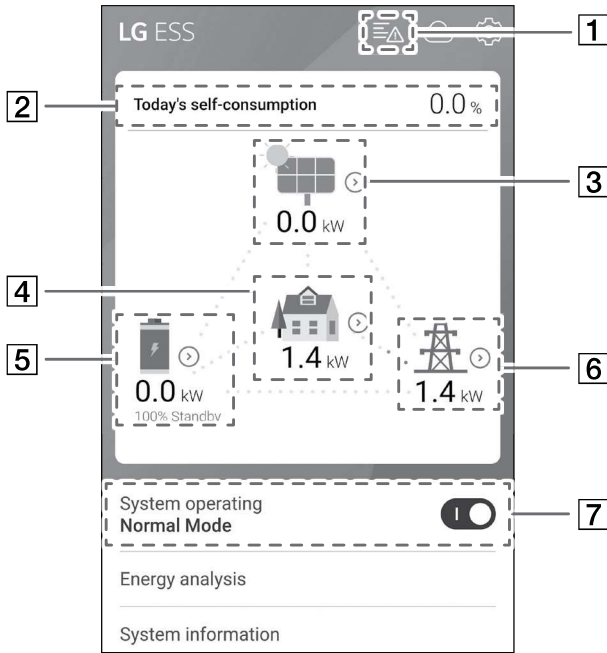 LG ESS
1
2
Today's self-consumption 0.0 %
3
0.0 kW
4
1.4 kW
5
0.0 kW
100% Standby
6
1.4 kW
System operating
Normal Mode
7
Energy analysis
System information